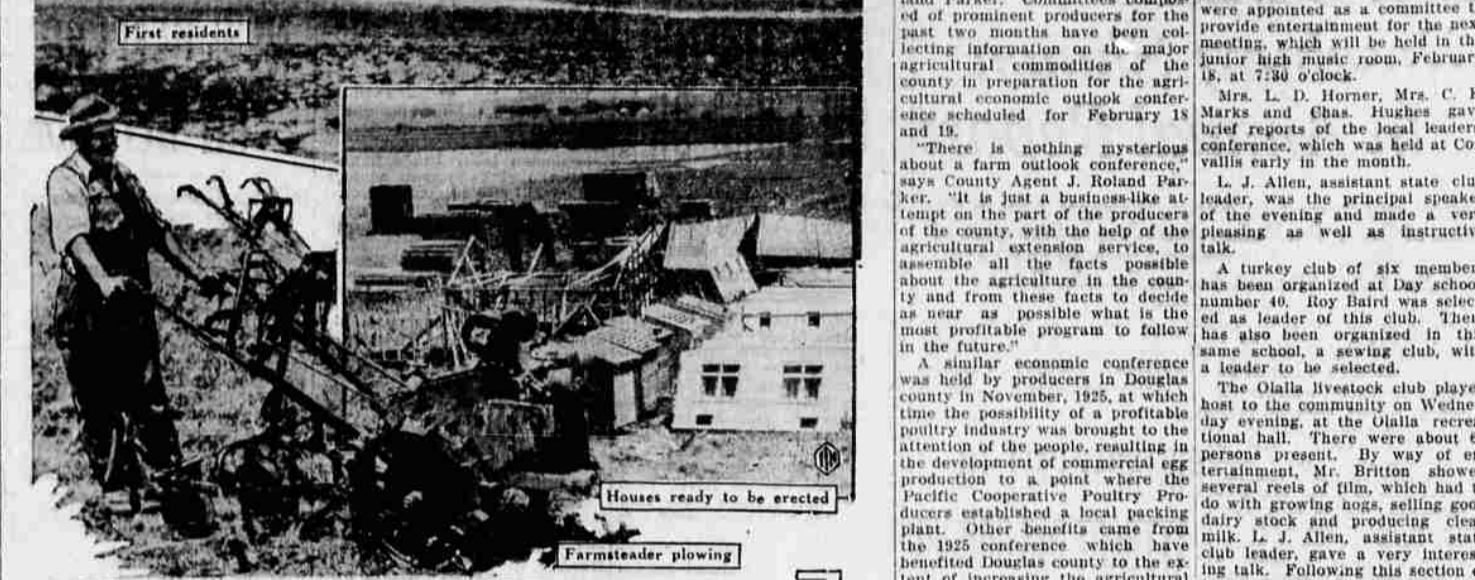 First residents
Houses ready to be erected
Farmsteader plowing
ed of prominent producers for the
past two months have been col-
lecting information on the major
agricultural commodities of the
county in preparation for the agri-
cultural economic outlook confer-
ence scheduled for February 18
and 19.
"There is nothing mysterious
about a farm outlook conference,"
says County Agent J. Roland Par-
ker. "It is just a business-like at-
tempt on the part of the producers
of the county, with the help of the
agricultural extension service, to
assemble all the facts possible
about the agriculture in the coun-
ty and from these facts to decide
as near as possible what is the
most profitable program to follow
in the future."
A similar economic conference
was held by producers in Douglas
county in November, 1925, at which
time the possibility of a profitable
poultry industry was brought to the
attention of the people, resulting in
the development of commercial egg
production to a point where the
Pacific Cooperative Poultry Pro-
ducers established a local packing
plant. Other benefits came from
the 1925 conference which have
benefited Douglas county to the ex-
tent of increasing the agricultural
were appointed as a committee t
provide entertainment for the nex
meeting, which will be held in th
junior high music room, Februar
18, at 7:30 o'clock.
Mrs. L. D. Horner, Mrs. C.
Marks and Chas. Hughes gav
brief reports of the local leader
conference, which was held at Co
vallis early in the month.
L. J. Allen, assistant state clu
leader, was the principal speake
of the evening and made a ver
pleasing as well as instructiv
talk.
A turkey club of six member
has been organized at Day schoo
number 40. Roy Baird was selec
ed as leader of this club. Ther
has also been organized in th
same school, a sewing club, wit
a leader to be selected.
The Olalla livestock club playe
host to the community on Wedne
day evening, at the Olalla recre
tional hall. There were about
persons present. By way of e
tertainment, Mr. Britton showe
several reels of film, which had
do with growing hogs, selling goo
dairy stock and producing clea
milk. L. J. Allen, assistant stat
club leader, gave a very interes
ing talk. Following this section